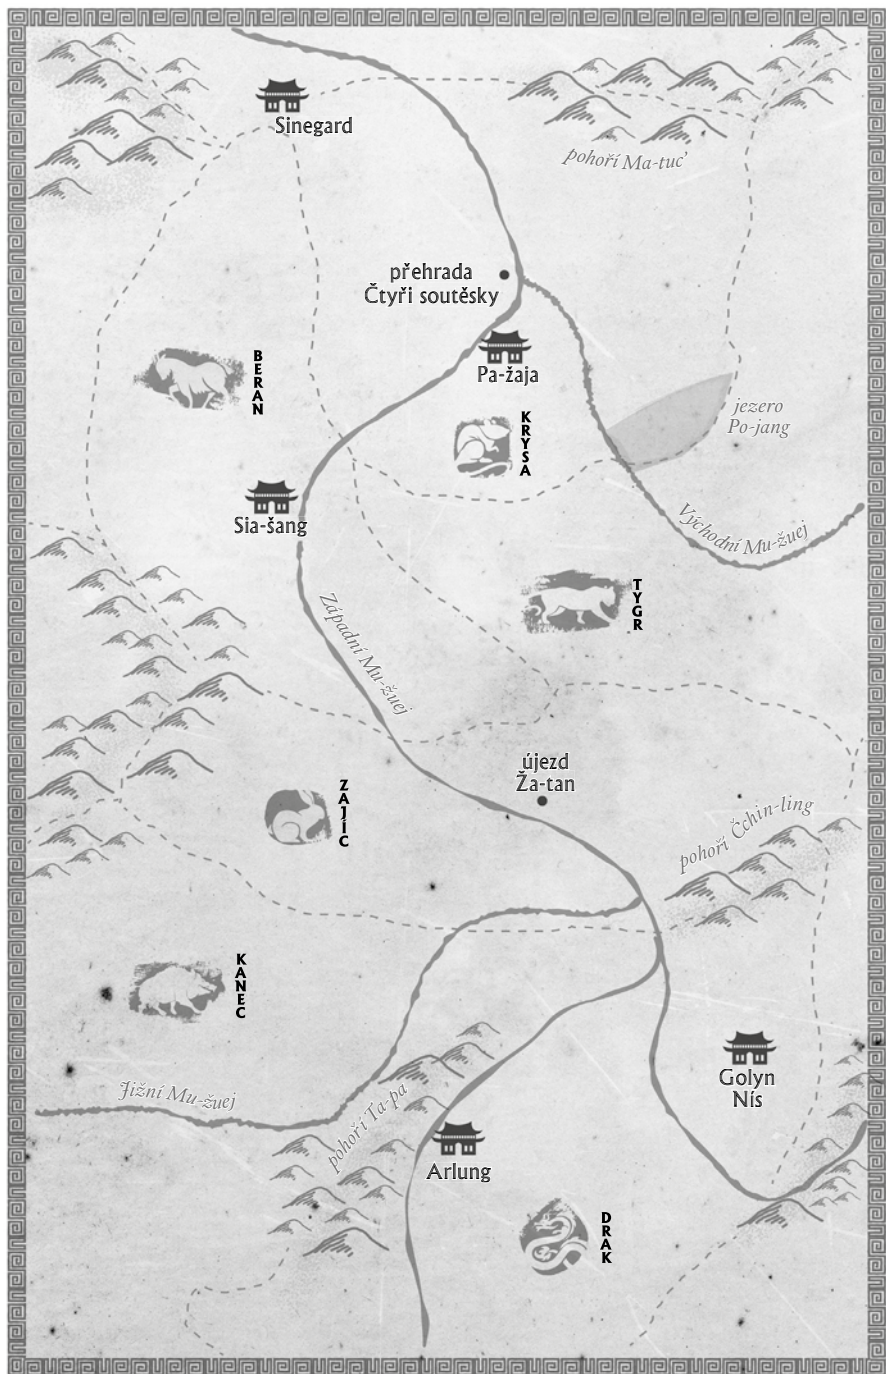 Sinegard
pohoří Ma-tuc’
přehrada
Čtyři soutěsky
BERAN
Pa-žaja
jezero
Po-jang
KRYSA
Sia-šang
Východní Mu-žuej
TYGR
Západní Mu-žuej
újezd
Ža-tan
ZAJÍC
pohoří Čchin-ling
KANEC
Golyn
Nís
Jižní Mu-žuej
pohoří Ta-pa
Arlung
DRAK